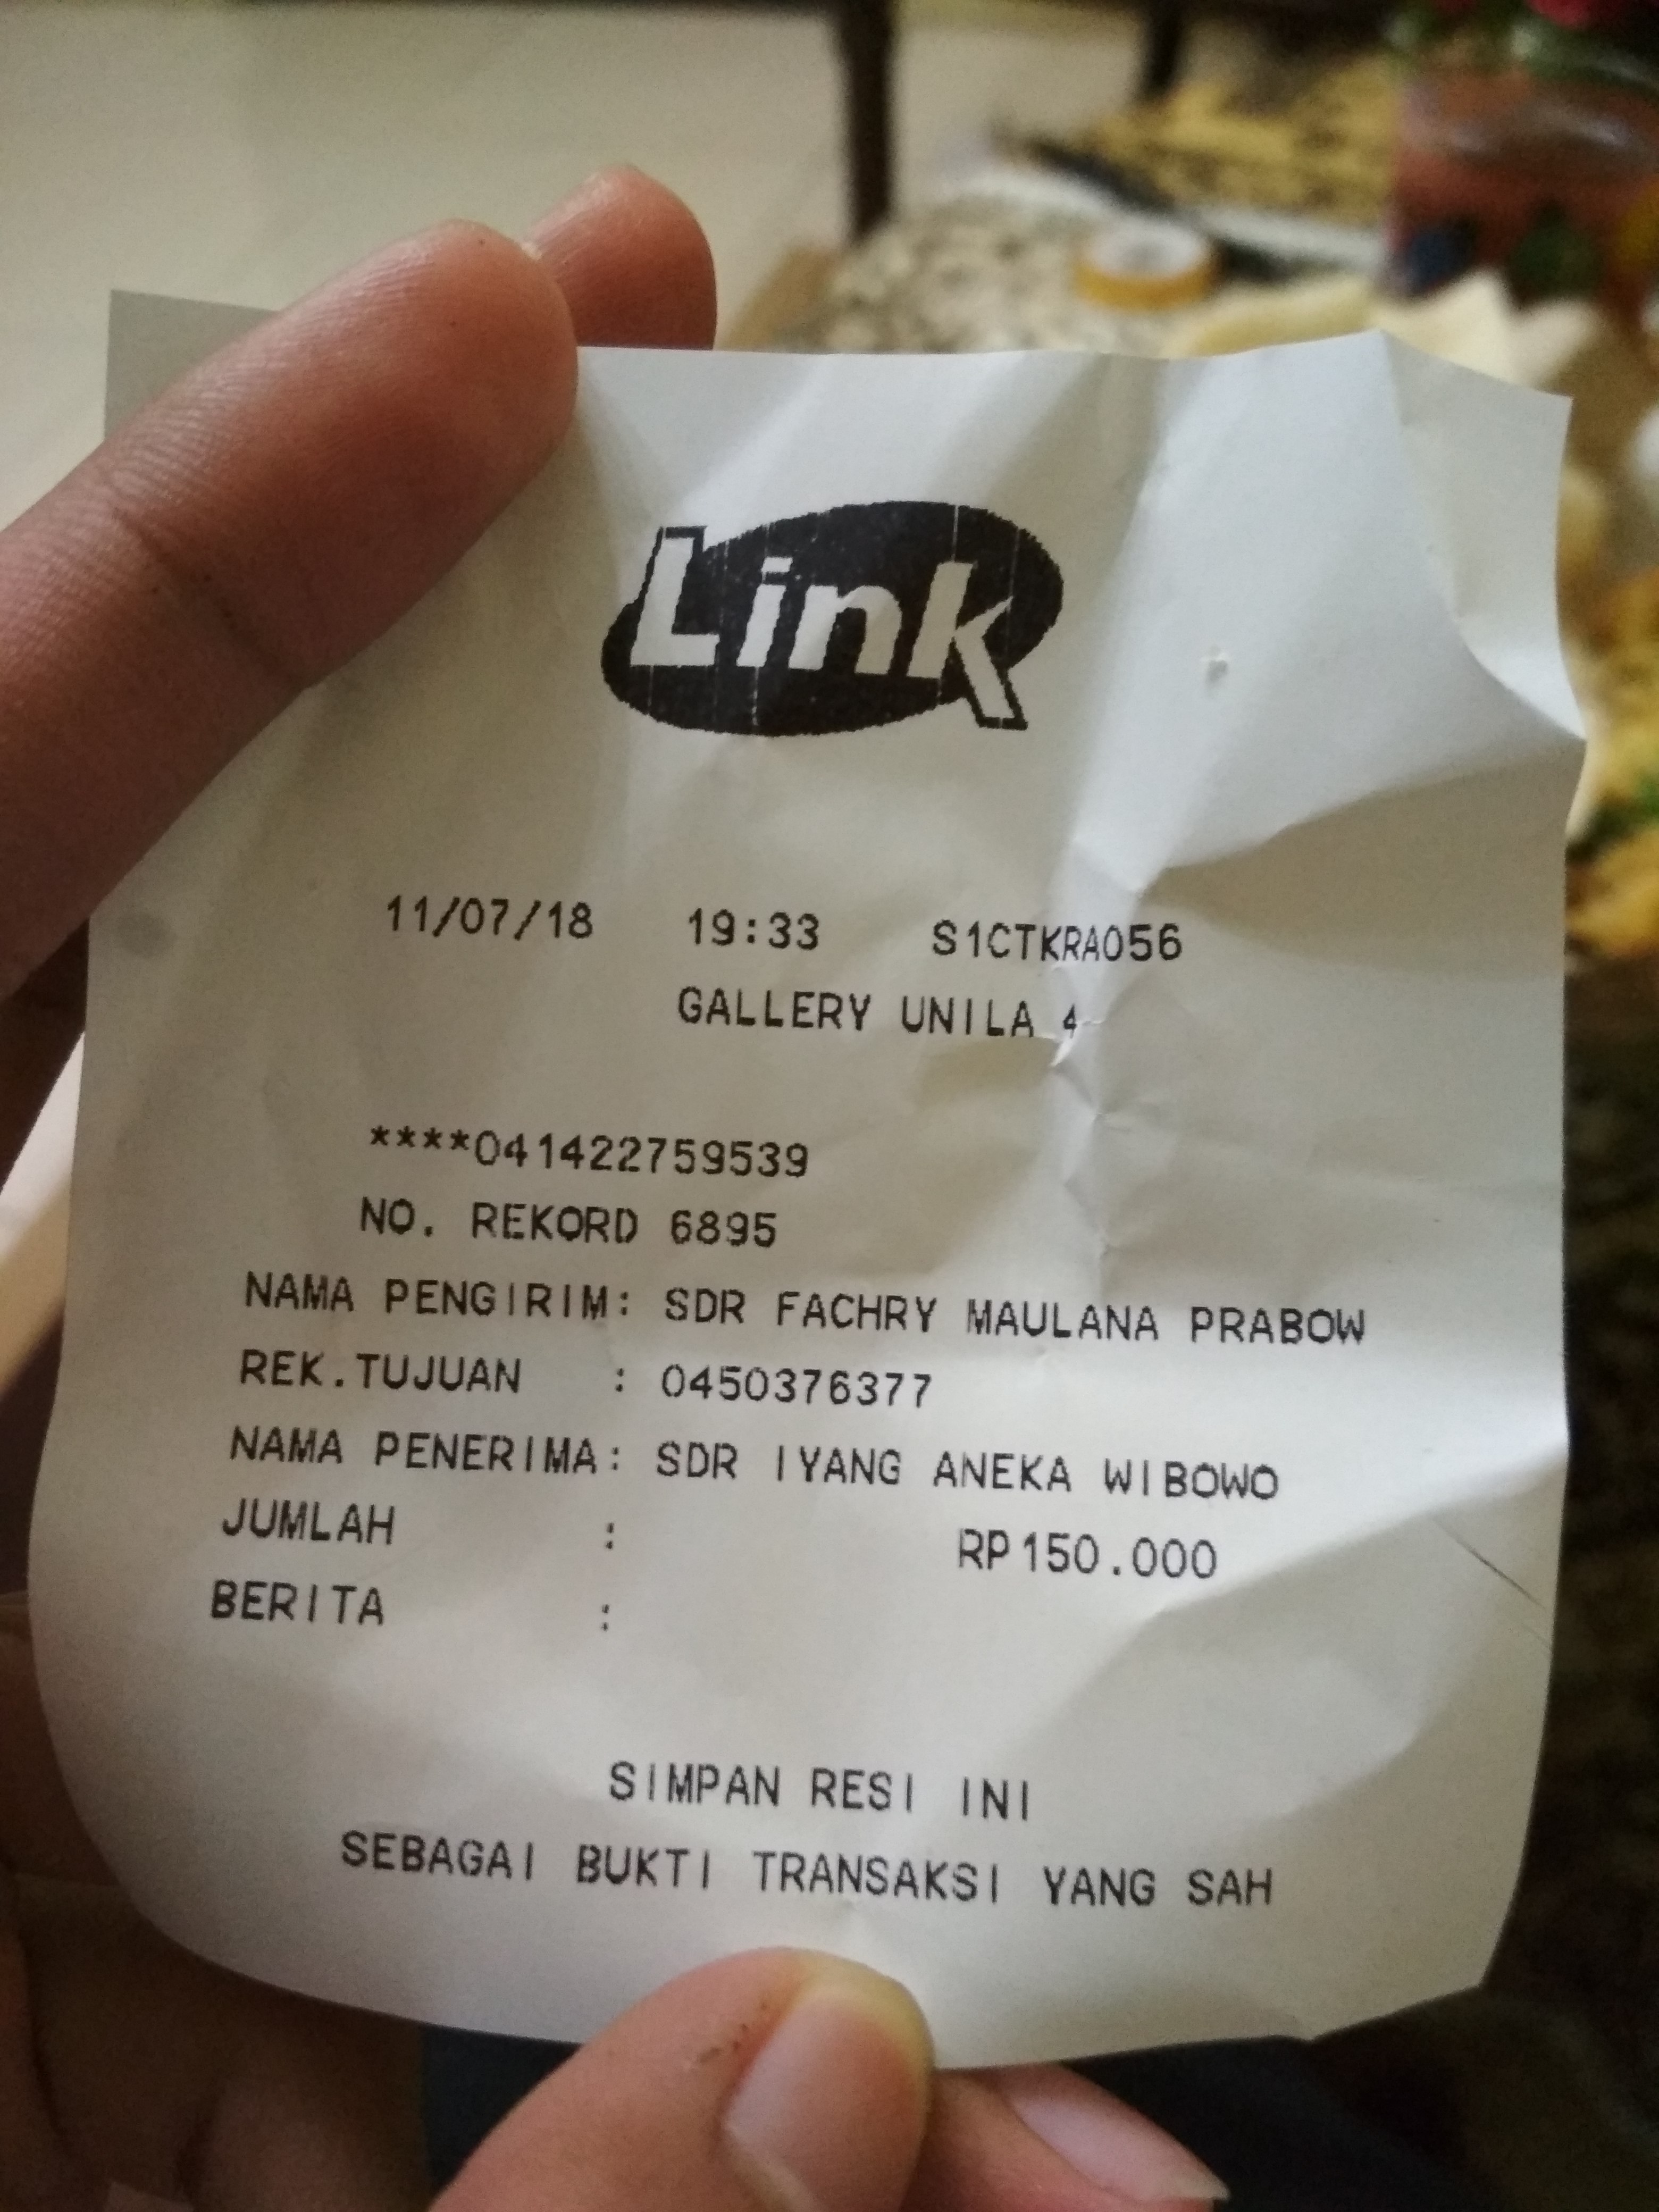 Link
11/07/18 19:33 S1CTKRA056
GALLERY UNILA 4
****041422759539
NO. REKORD 6895
NAMA PENGIRIM: SDR FACHRY MAULANA PRABOW
REK.TUJUAN : 0450376377
NAMA PENERIMA: SDR IYANG ANEKA WIBOWO
JUMLAH : RP150.000
BERITA :
SIMPAN RESI INI
SEBAGAI BUKTI TRANSAKSI YANG SAH